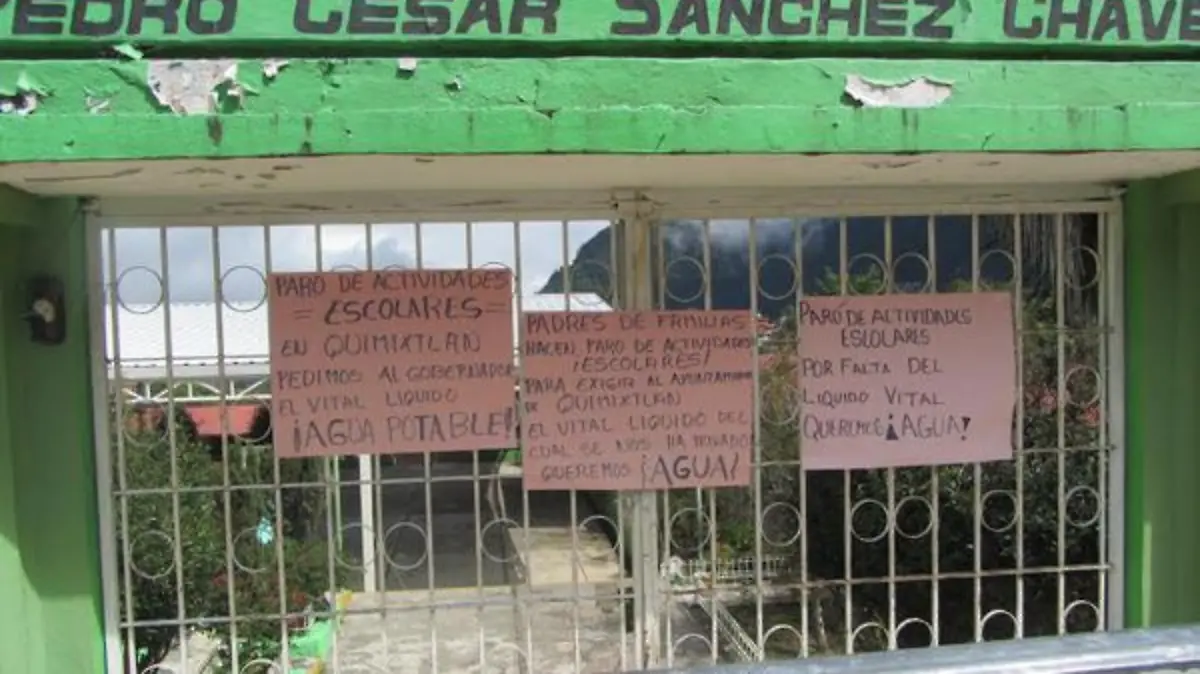 PEDRO CESAR SANCHEZ CHAVE
PARO DE ACTIVIDADES
= ESCOLARES =
EN QUIMIXTLAN
PEDIMOS AL GOBERNADOR
EL VITAL LIQUIDO
¡AGUA POTABLE!
PADRES DE FAMILIAS
HACEN, PARO DE ACTIVIDADES
¡ESCOLARES!
PARA EXIGIR AL AYUNTAMIENTO
DE QUIMIXTLAN
EL VITAL LIQUIDO DEL
CUAL SE NOS HA PRIVADO
QUEREMOS ¡AGUA!
PARO DE ACTIVIDADES
ESCOLARES
POR FALTA DEL
LIQUIDO VITAL
QUEREMOS ¡AGUA!